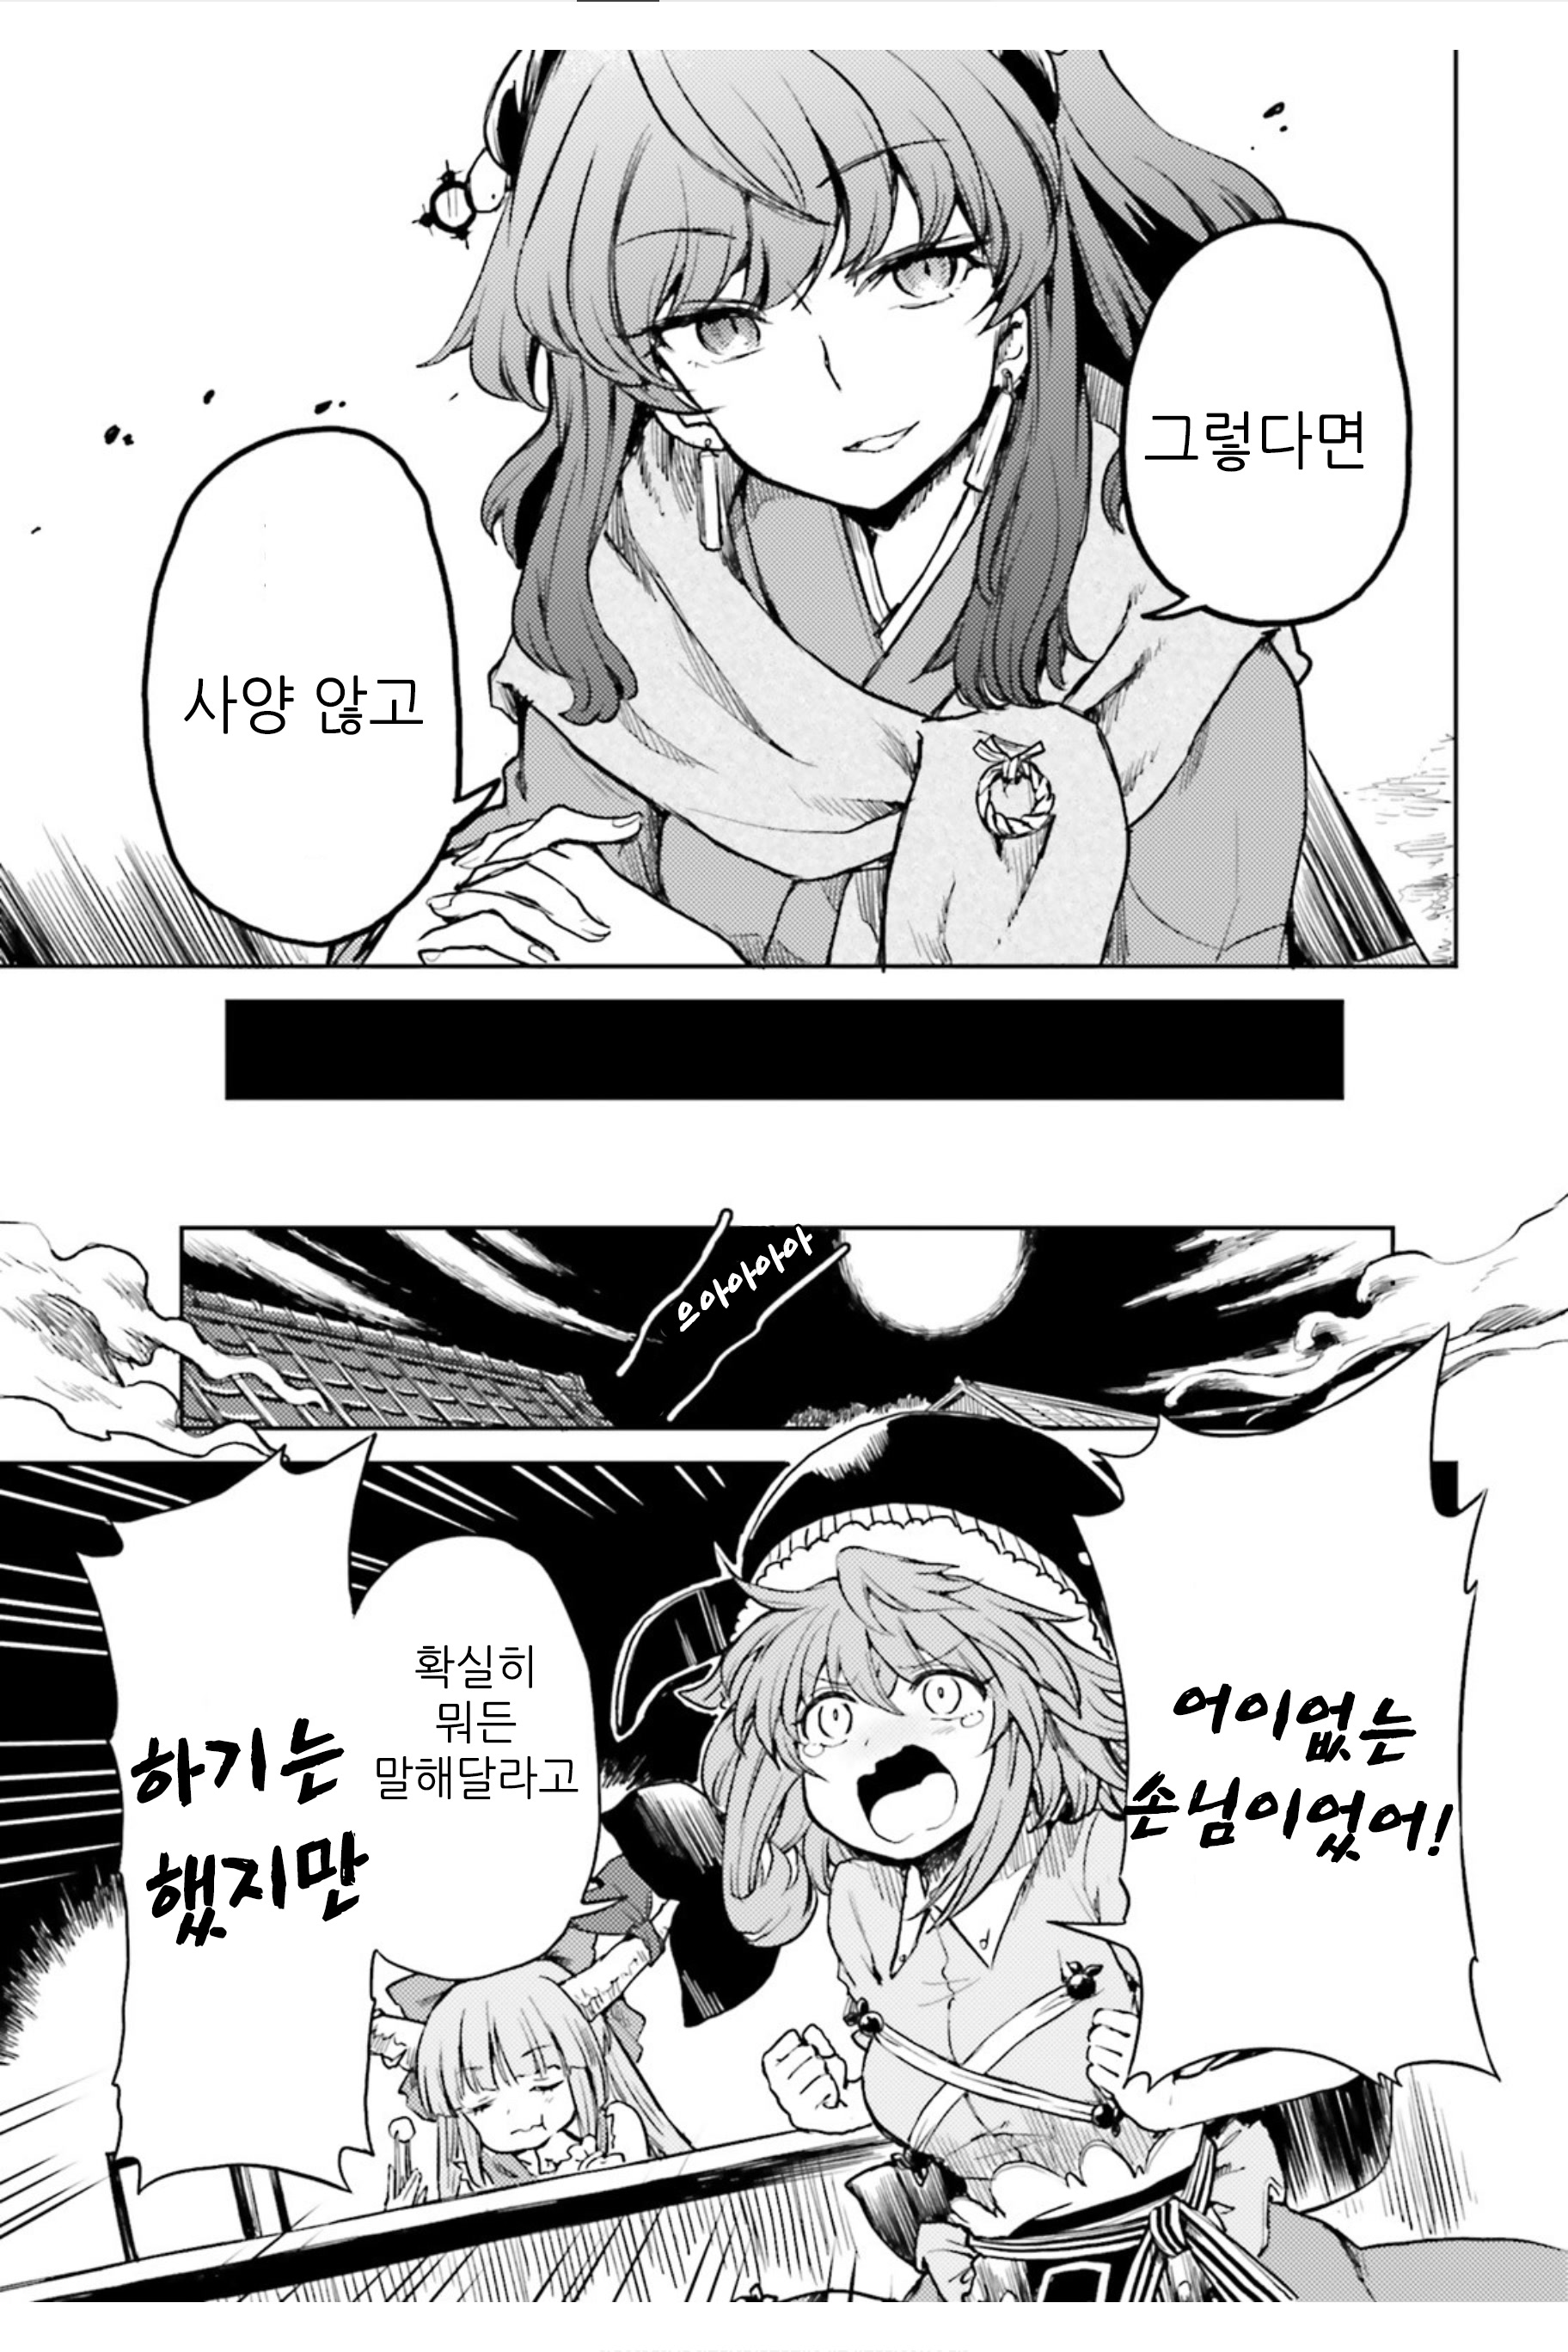 그렇다면
사양 않고
으아아아아
어이없는
손님이었어!
확실히
뭐든
말해달라고
하기는
했지만